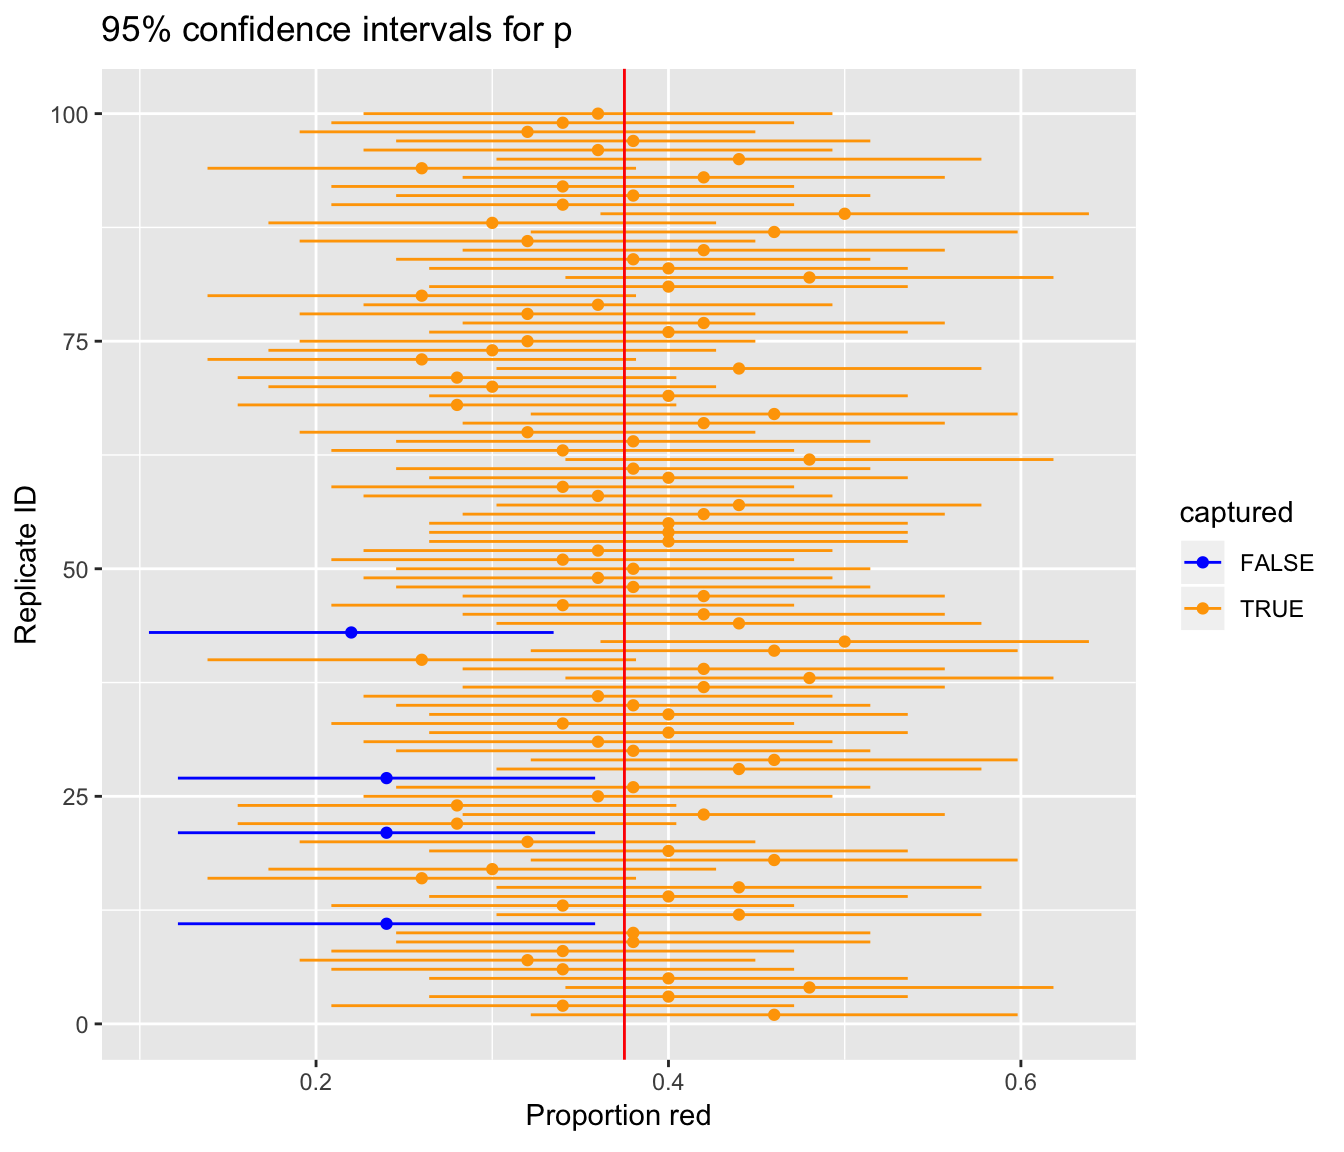 95% confidence intervals for p
100
75
50
25
0
Replicate ID
0.2 0.4 0.6
Proportion red
captured
FALSE
TRUE